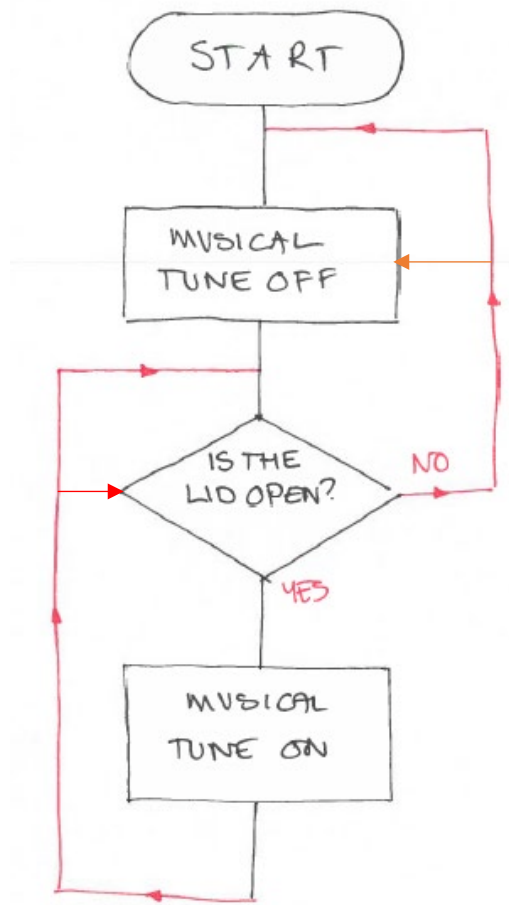 START
MUSICAL
TUNE OFF
IS THE
LID OPEN?
NO
YES
MUSICAL
TUNE ON